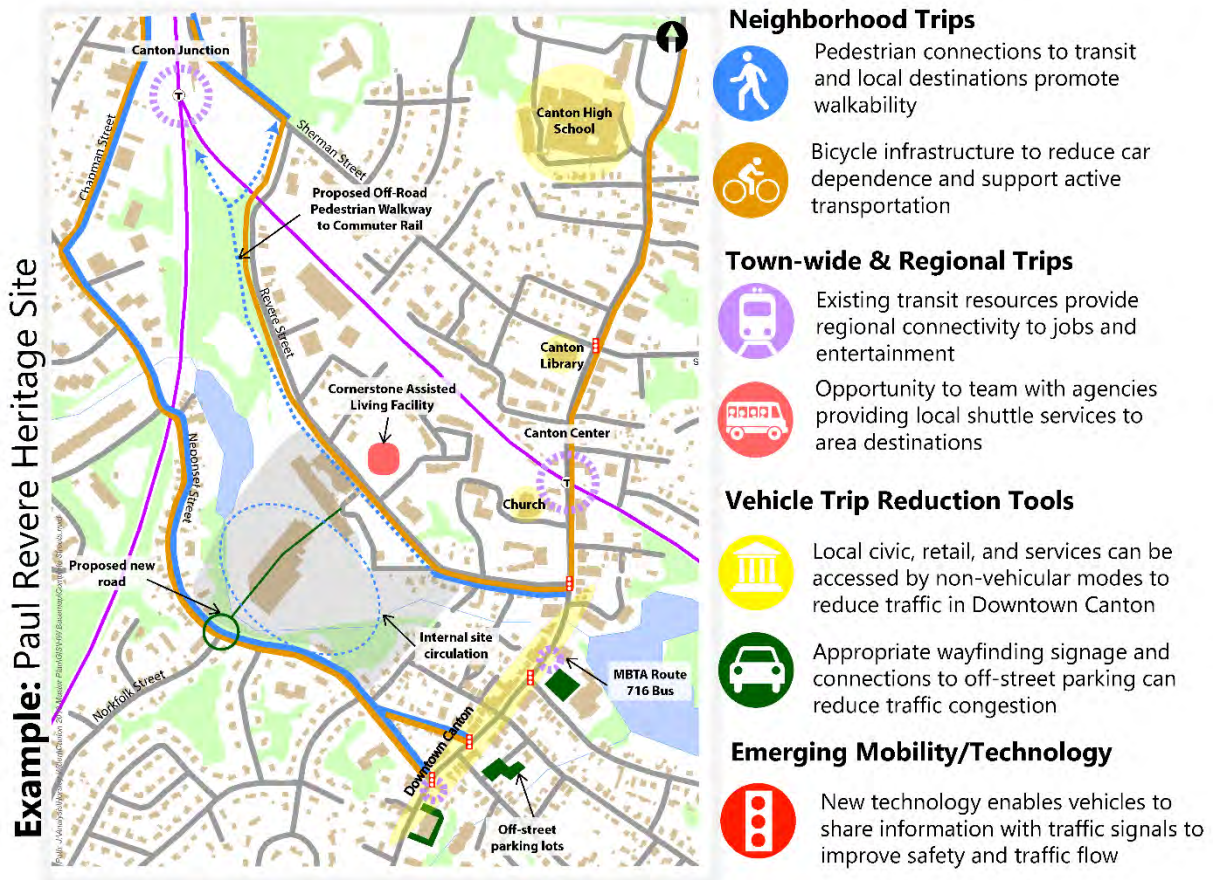 Example: Paul Revere Heritage Site
Canton Junction
Canton High
School
Chapman Street
Sherman Street
Proposed Off-Road
Pedestrian Walkway
to Commuter Rail
Revere Street
Canton
Library
Cornerstone Assisted
Living Facility
Canton Center
Church
Neponset Street
Proposed new
road
Internal site
circulation
MBTA Route
716 Bus
Norkfolk Street
Downtown Canton
Off-street
parking lots
T
T
S
Neighborhood Trips
Pedestrian connections to transit
and local destinations promote
walkability
Bicycle infrastructure to reduce car
dependence and support active
transportation
Town-wide & Regional Trips
Existing transit resources provide
regional connectivity to jobs and
entertainment
Opportunity to team with agencies
providing local shuttle services to
area destinations
Vehicle Trip Reduction Tools
Local civic, retail, and services can be
accessed by non-vehicular modes to
reduce traffic in Downtown Canton
Appropriate wayfinding signage and
connections to off-street parking can
reduce traffic congestion
Emerging Mobility/Technology
New technology enables vehicles to
share information with traffic signals to
improve safety and traffic flow